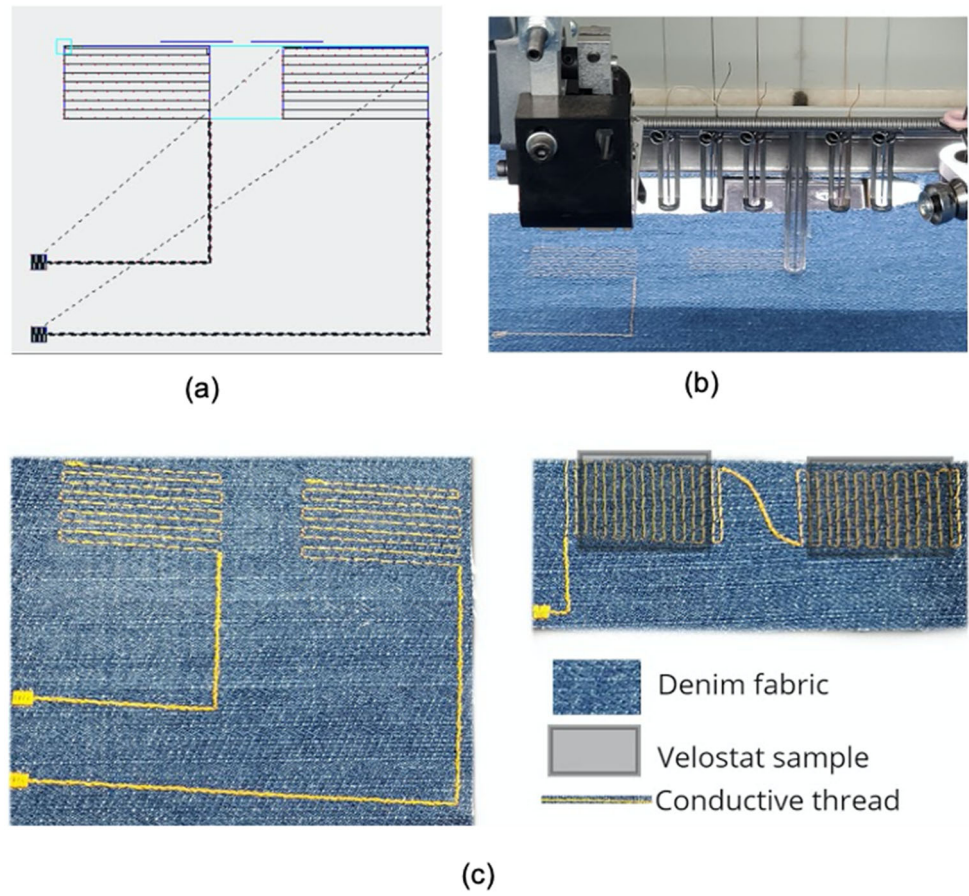 (a)
(b)
Denim fabric
Velostat sample
Conductive thread
(c)